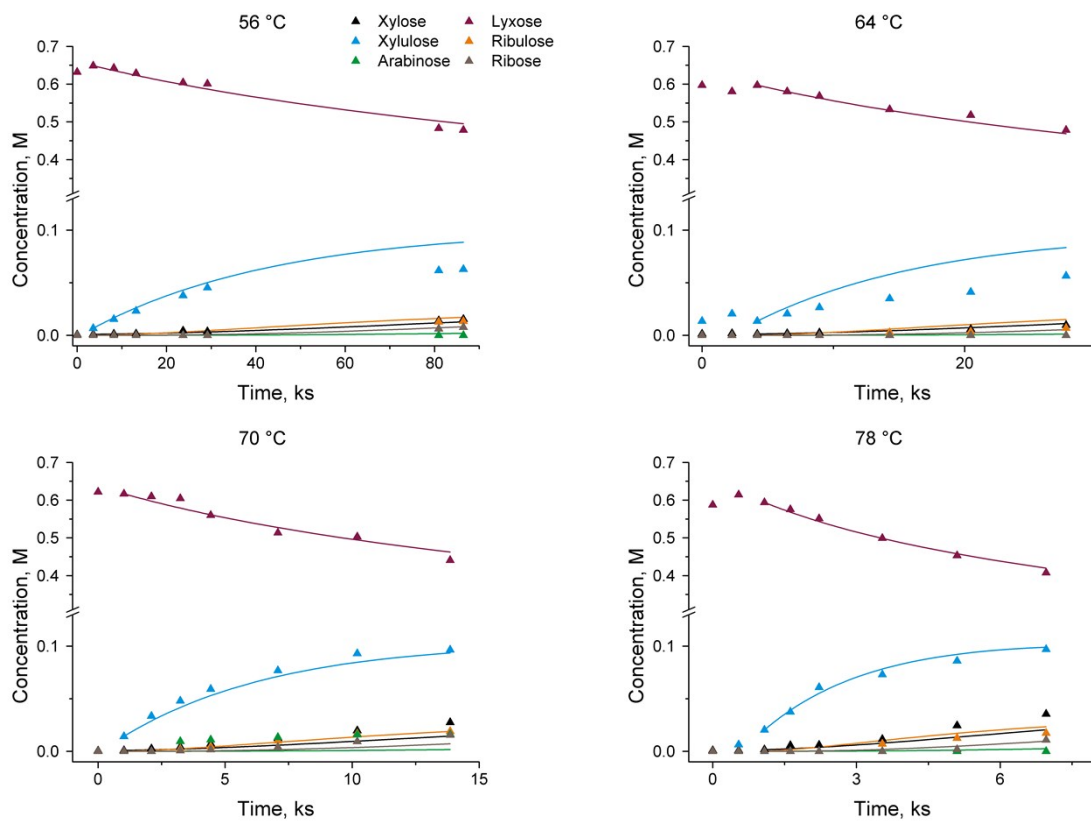 56 °C
Xylose
Xylulose
Arabinose
Lyxose
Ribulose
Ribose
64 °C
0.7
0.6
0.5
0.4
0.1
0.0
Concentration, M
0 20 40 60 80
Time, ks
0.7
0.6
0.5
0.4
0.1
0.0
Concentration, M
0 20
Time, ks
70 °C
78 °C
0.7
0.6
0.5
0.4
0.1
0.0
Concentration, M
0 5 10 15
Time, ks
0.7
0.6
0.5
0.4
0.1
0.0
Concentration, M
0 3 6
Time, ks